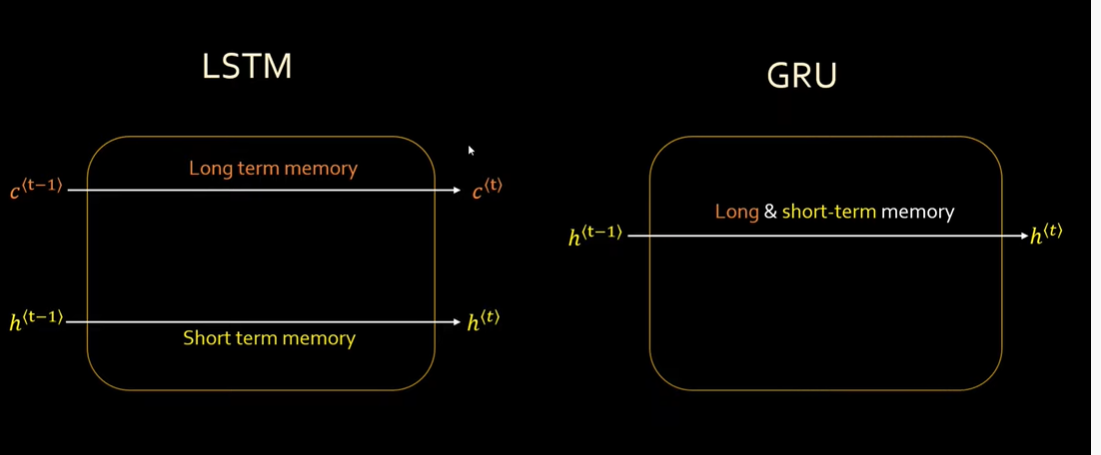 LSTM
Long term memory
c⟨t−1⟩
c⟨t⟩
h⟨t−1⟩
h⟨t⟩
Short term memory
GRU
Long & short-term memory
h⟨t−1⟩
h⟨t⟩